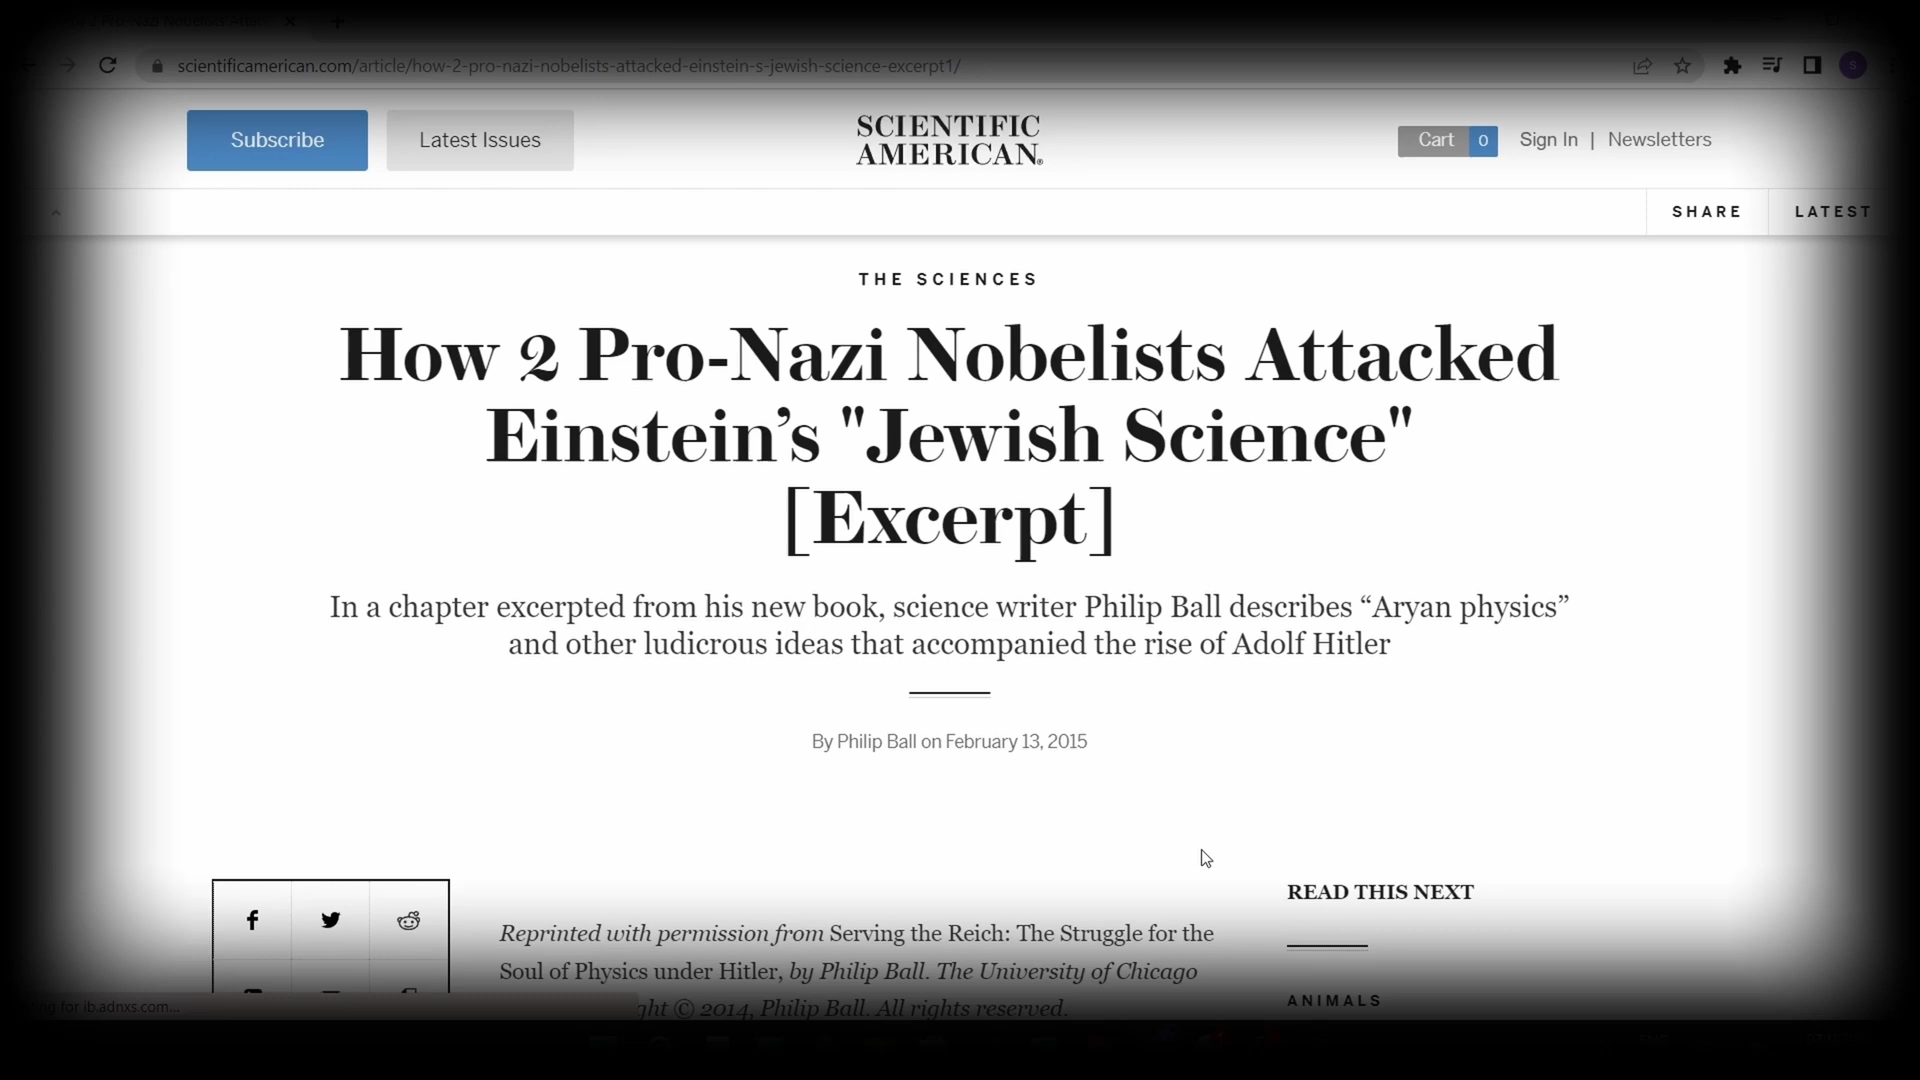 scientificamerican.com/article/how-2-pro-nazi-nobelists-attacked-einstein-s-jewish-science-excerpt1/
S
Subscribe
Latest Issues
SCIENTIFIC
AMERICAN®
Cart 0
Sign In | Newsletters
SHARE
LATEST
THE SCIENCES
How 2 Pro-Nazi Nobelists Attacked
Einstein’s "Jewish Science"
[Excerpt]
In a chapter excerpted from his new book, science writer Philip Ball describes “Aryan physics”
and other ludicrous ideas that accompanied the rise of Adolf Hitler
By Philip Ball on February 13, 2015
READ THIS NEXT
Reprinted with permission from Serving the Reich: The Struggle for the
Soul of Physics under Hitler, by Philip Ball. The University of Chicago
© 2014, Philip Ball. All rights reserved.
ANIMALS
for ib.adnxs.com...